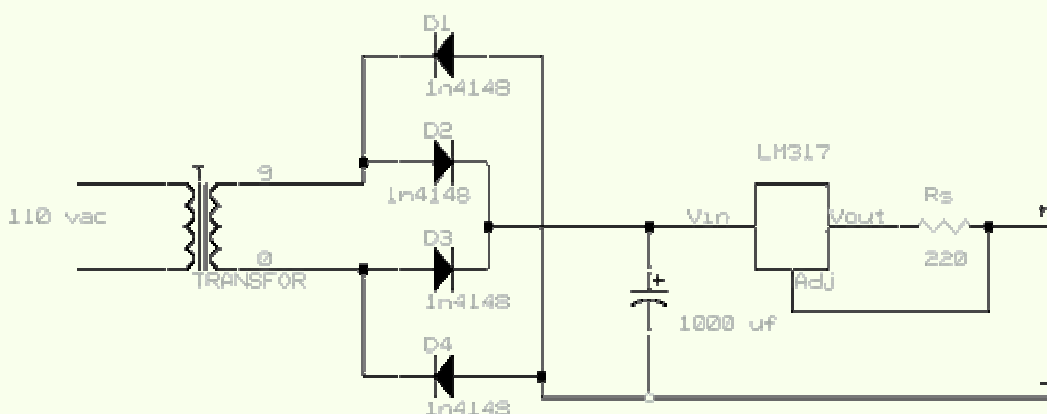 D1
1n4148
D2
1n4148
LM317
T
9
110 vac
Vin
Vout
Rs
220
0
TRANSFOR
D3
1n4148
+
Adj
1000 uf
D4
1n4148